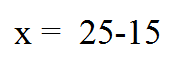 x = 25-15